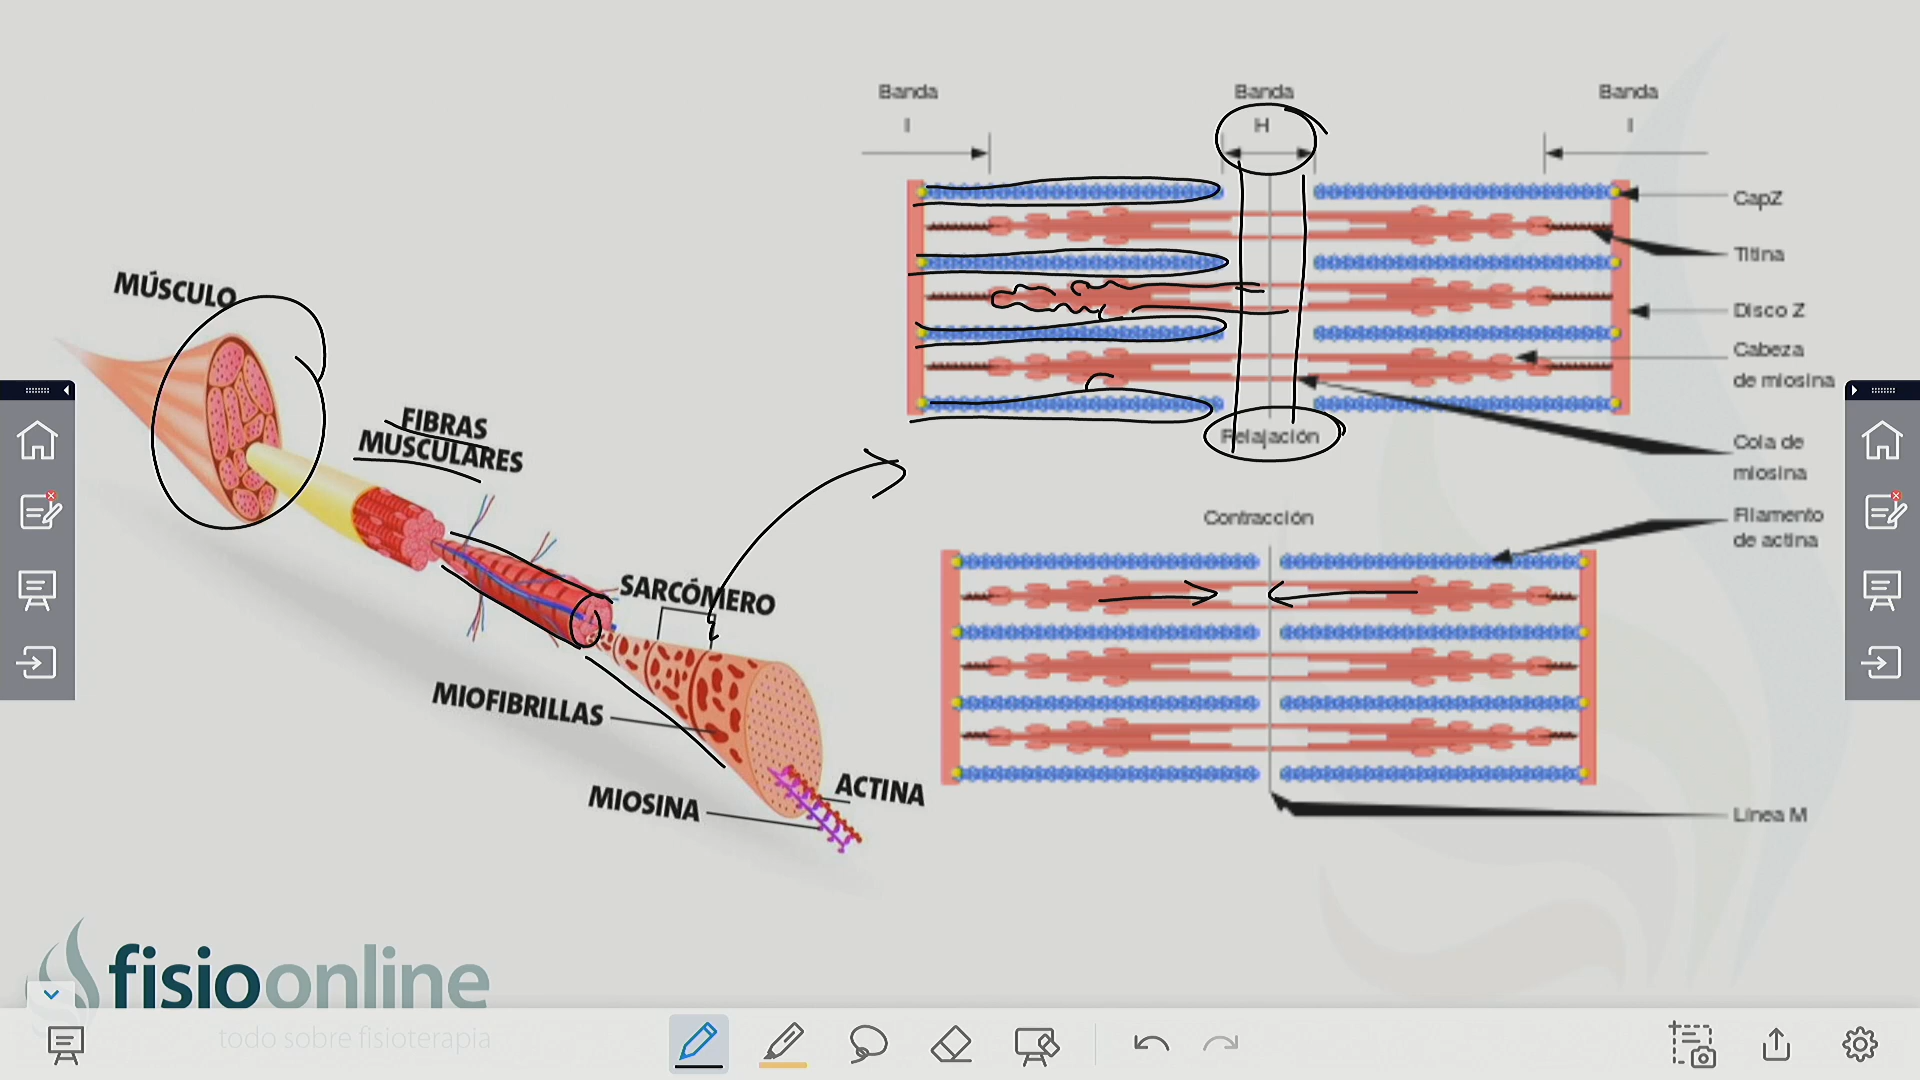 MÚSCULO
FIBRAS
MUSCULARES
SARCÓMERO
MIOFIBRILLAS
MIOSINA
ACTINA
Banda
I
Banda
H
Banda
I
CapZ
Titina
Disco Z
Cabeza
de miosina
Cola de
miosina
Relajación
Contracción
Filamento
de actina
Línea M
fisioonline
todo sobre fisioterapia